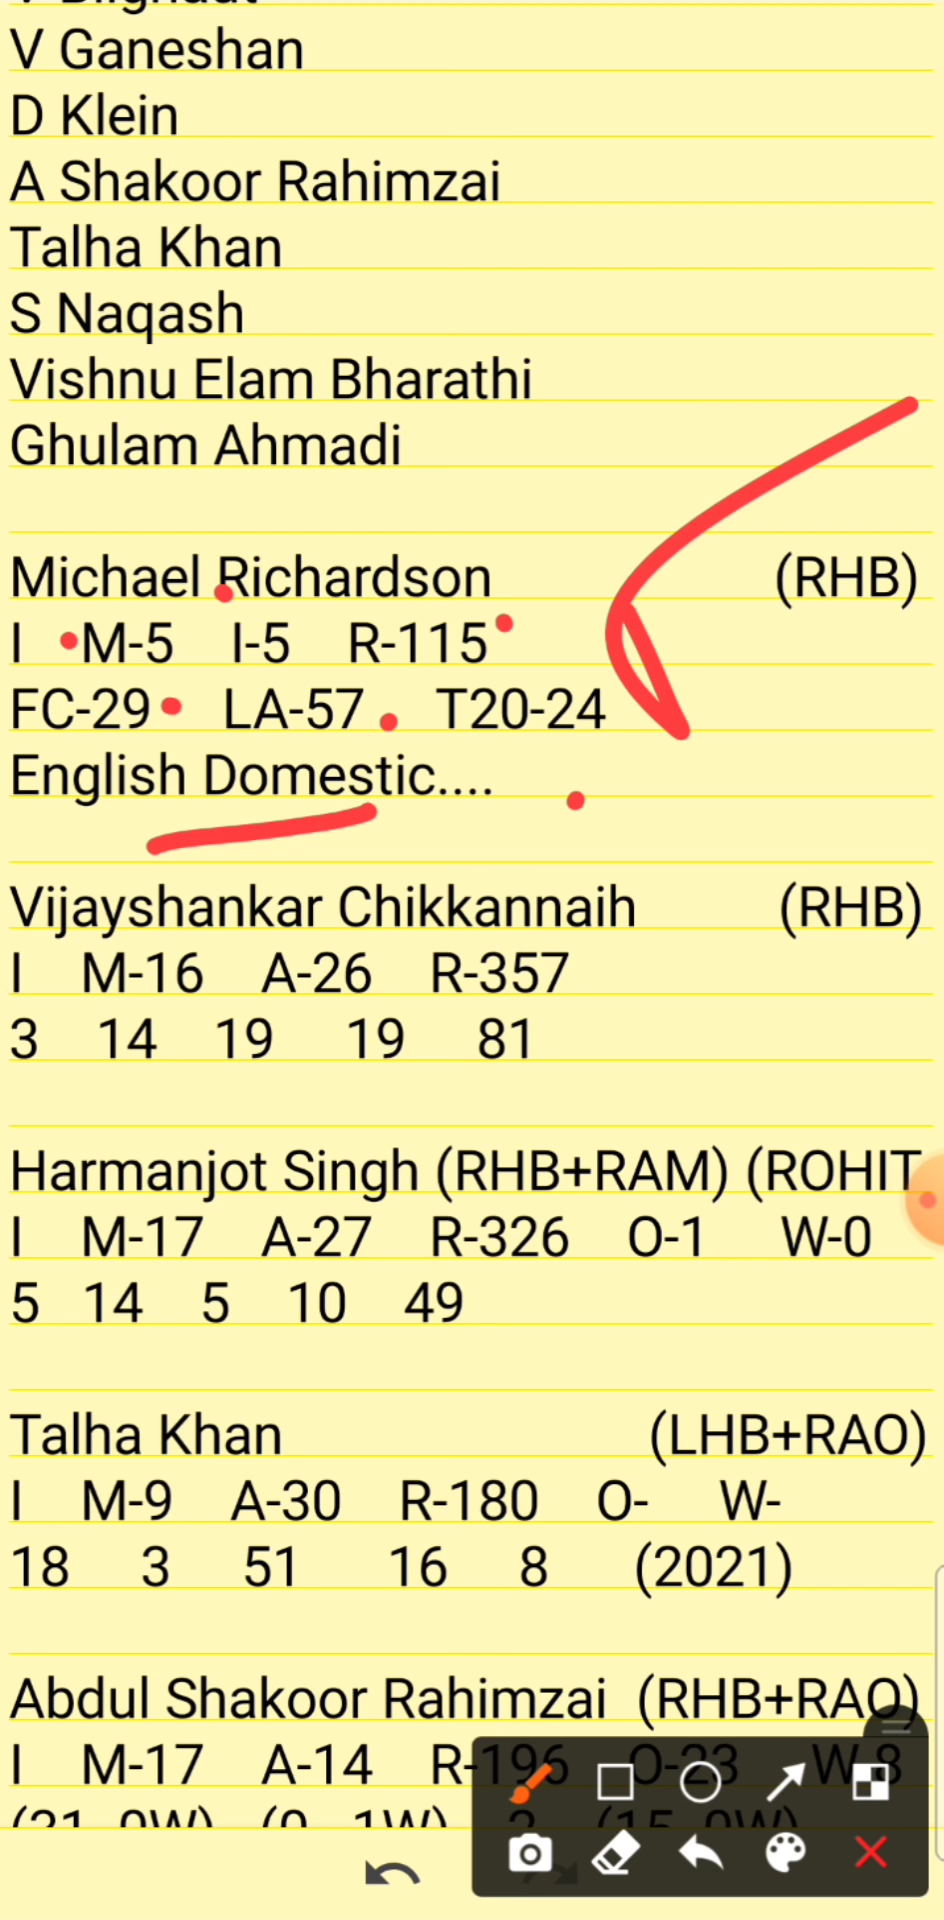 V Ganeshan
D Klein
A Shakoor Rahimzai
Talha Khan
S Naqash
Vishnu Elam Bharathi
Ghulam Ahmadi
Michael Richardson (RHB)
I M-5 I-5 R-115
FC-29 LA-57 T20-24
English Domestic....
Vijayshankar Chikkannaih (RHB)
I M-16 A-26 R-357
3 14 19 19 81
Harmanjot Singh (RHB+RAM) (ROHIT
I M-17 A-27 R-326 O-1 W-0
5 14 5 10 49
Talha Khan (LHB+RAO)
I M-9 A-30 R-180 O- W-
18 3 51 16 8 (2021)
Abdul Shakoor Rahimzai (RHB+RAO)
I M-17 A-14 R-196 O-23 W-8